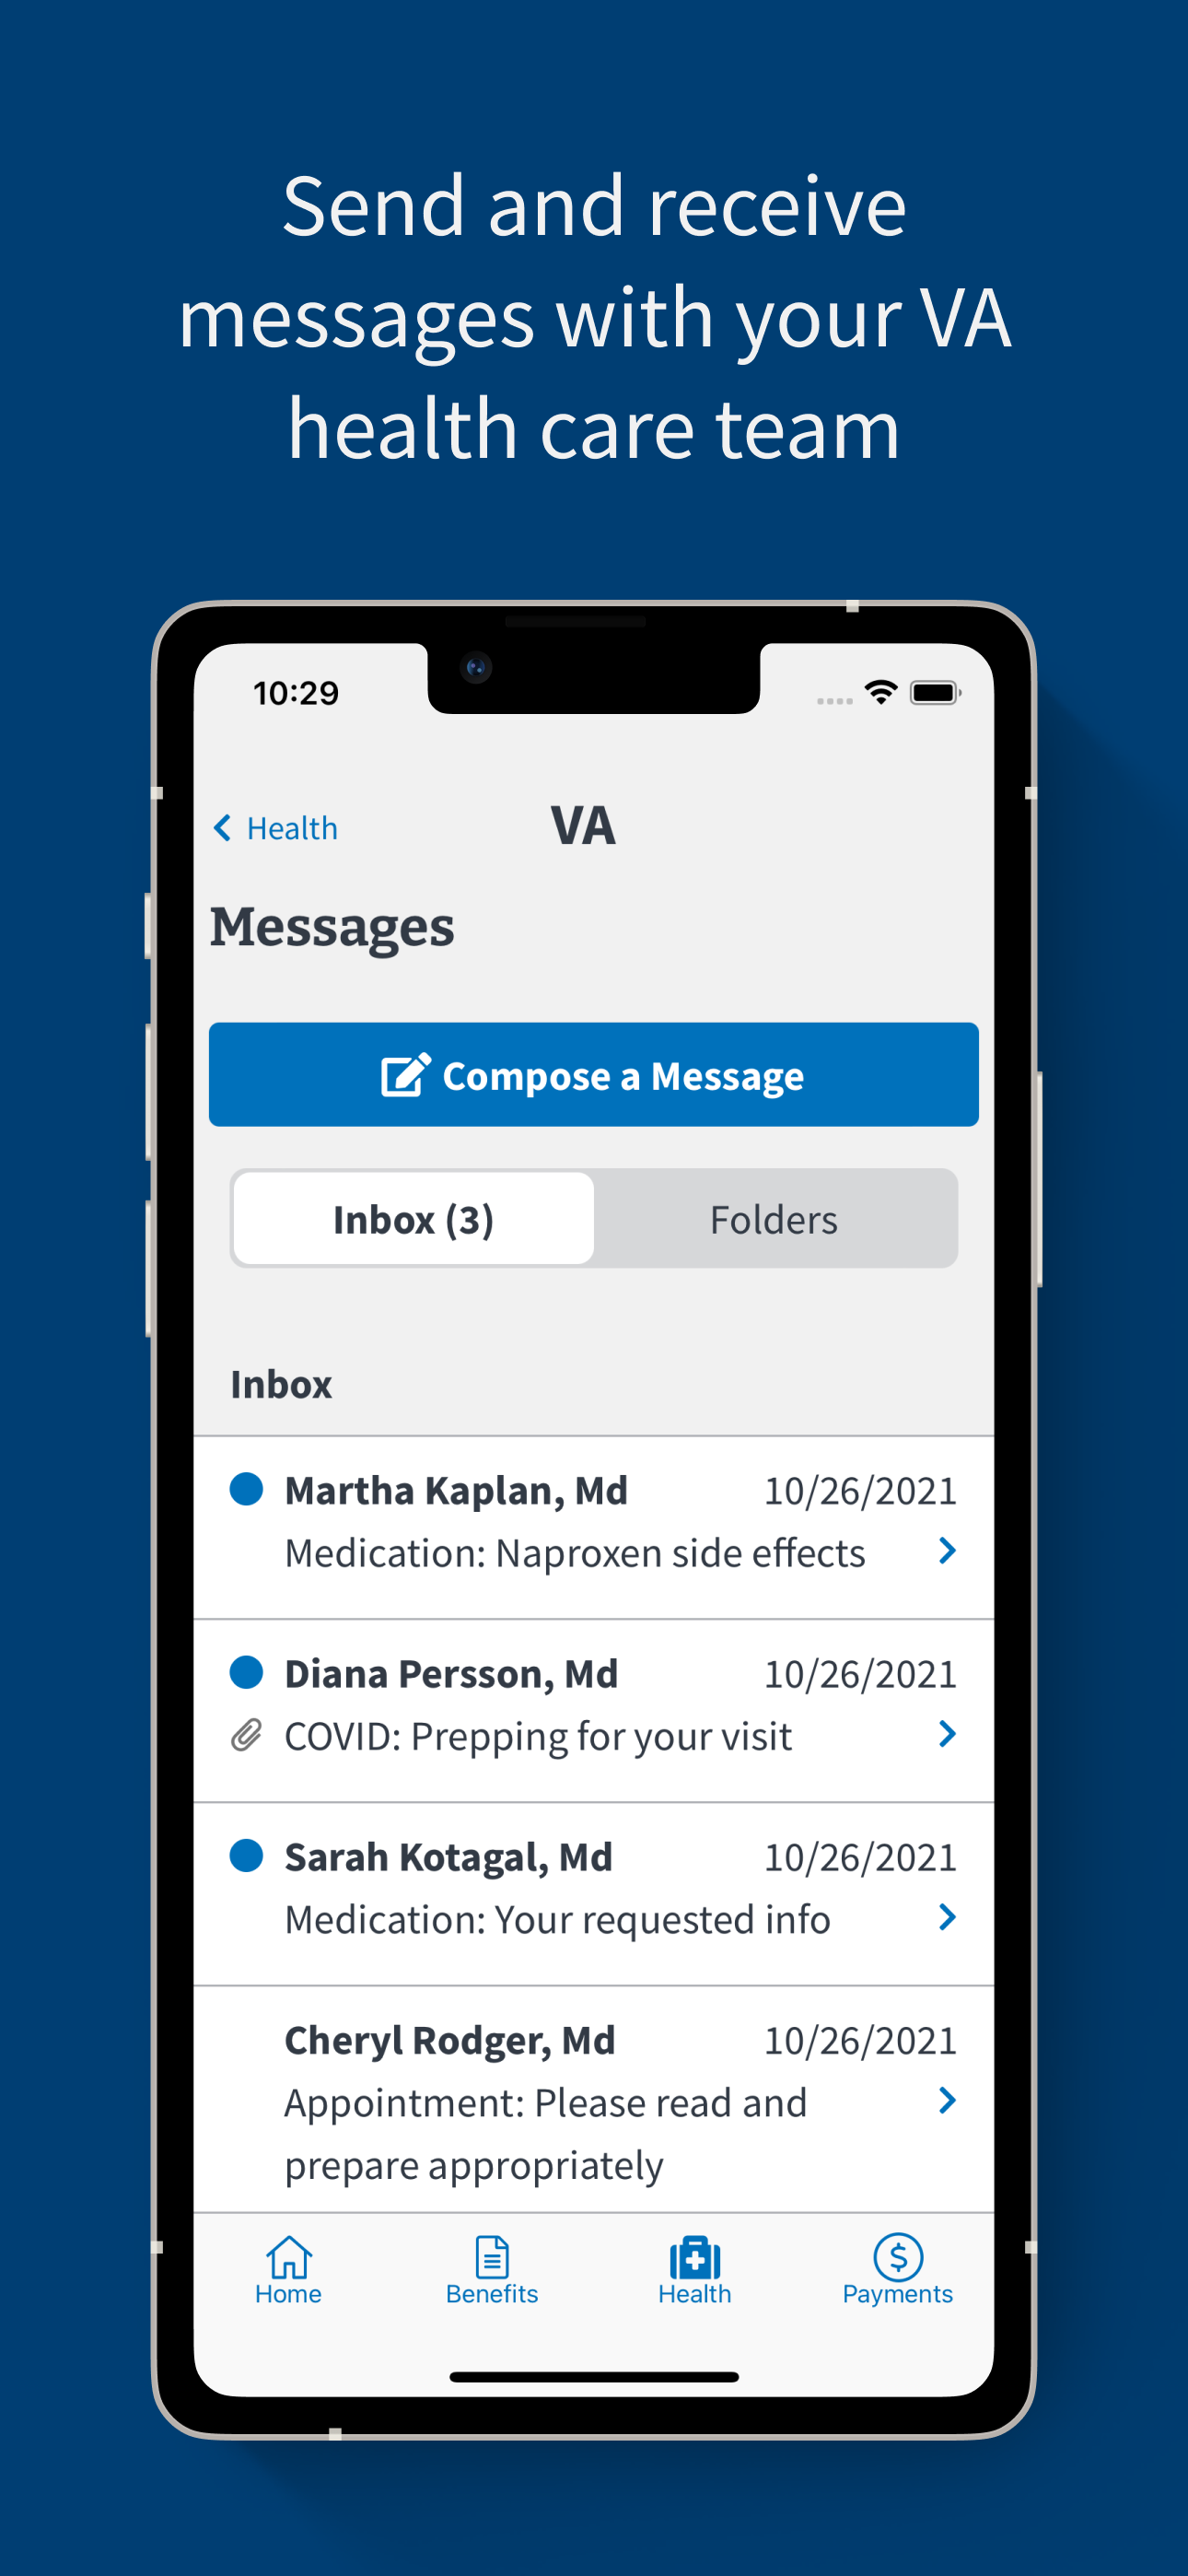 Send and receive
messages with your VA
health care team
10:29
Health
VA
Messages
Compose a Message
Inbox (3)
Folders
Inbox
Martha Kaplan, Md
10/26/2021
Medication: Naproxen side effects
Diana Persson, Md
10/26/2021
COVID: Prepping for your visit
Sarah Kotagal, Md
10/26/2021
Medication: Your requested info
Cheryl Rodger, Md
10/26/2021
Appointment: Please read and
prepare appropriately
Home
Benefits
Health
Payments